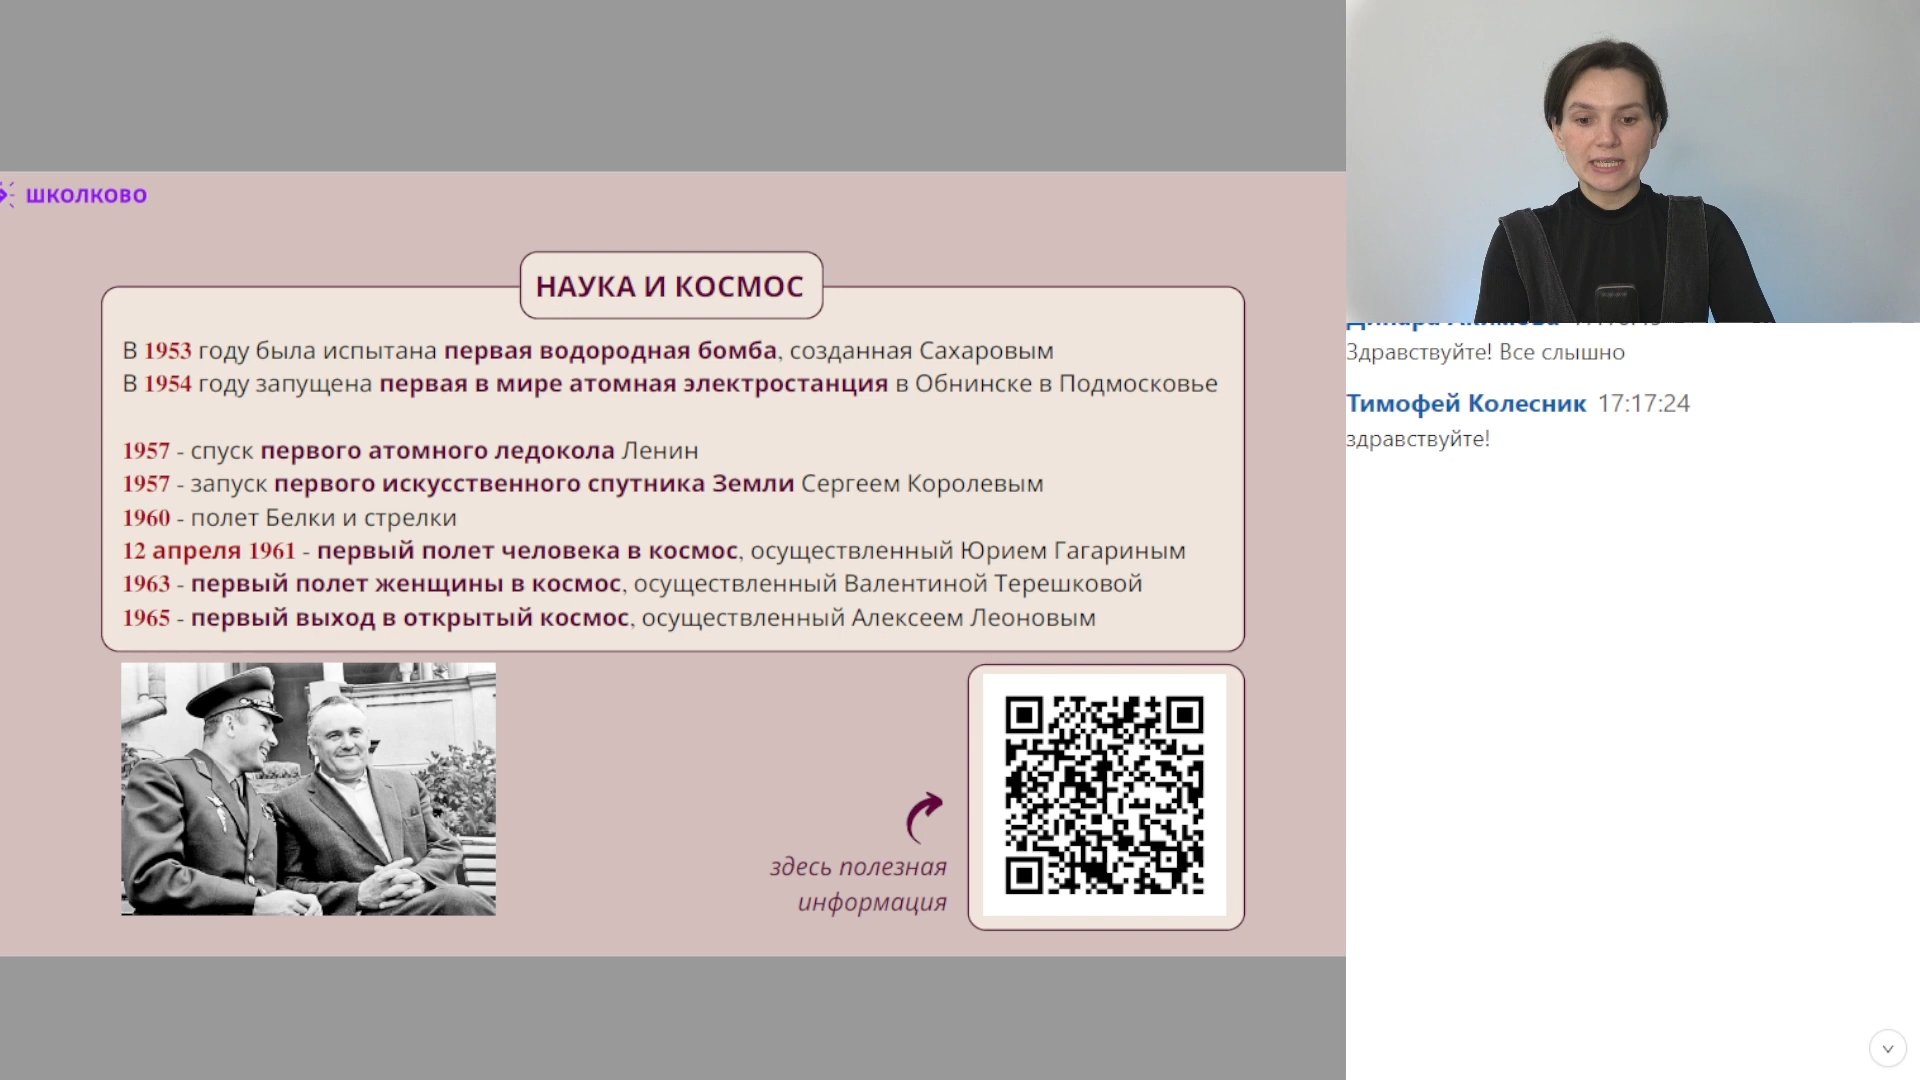 ШКОЛКОВО
НАУКА И КОСМОС
В 1953 году была испытана первая водородная бомба, созданная Сахаровым
В 1954 году запущена первая в мире атомная электростанция в Обнинске в Подмосковье
1957 - спуск первого атомного ледокола Ленин
1957 - запуск первого искусственного спутника Земли Сергеем Королевым
1960 - полет Белки и стрелки
12 апреля 1961 - первый полет человека в космос, осуществленный Юрием Гагариным
1963 - первый полет женщины в космос, осуществленный Валентиной Терешковой
1965 - первый выход в открытый космос, осуществленный Алексеем Леоновым
здесь полезная
информация
Здравствуйте! Все слышно
Тимофей Колесник 17:17:24
здравствуйте!